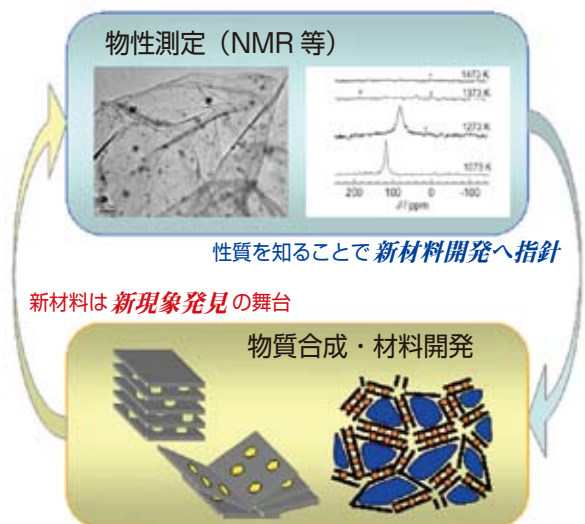 物性測定（NMR 等）
1473 K
1373 K
1273 K
1073 K
200 100 0 -100
δ / ppm
性質を知ることで 新材料開発へ指針
新材料は 新現象発見 の舞台
物質合成・材料開発